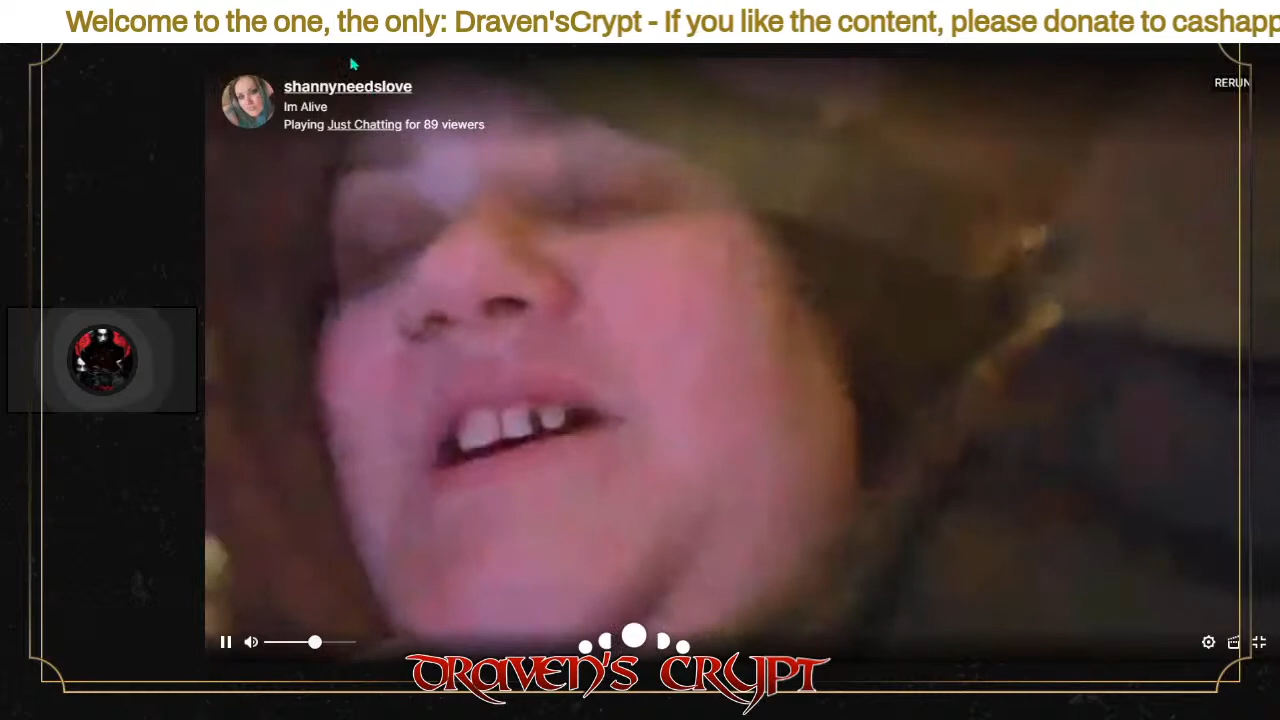 Welcome to the one, the only: Draven'sCrypt - If you like the content, please donate to cashapp
shannyneedslove
RERUN
Im Alive
Playing Just Chatting for 89 viewers
DRAVEN'S CRYPT